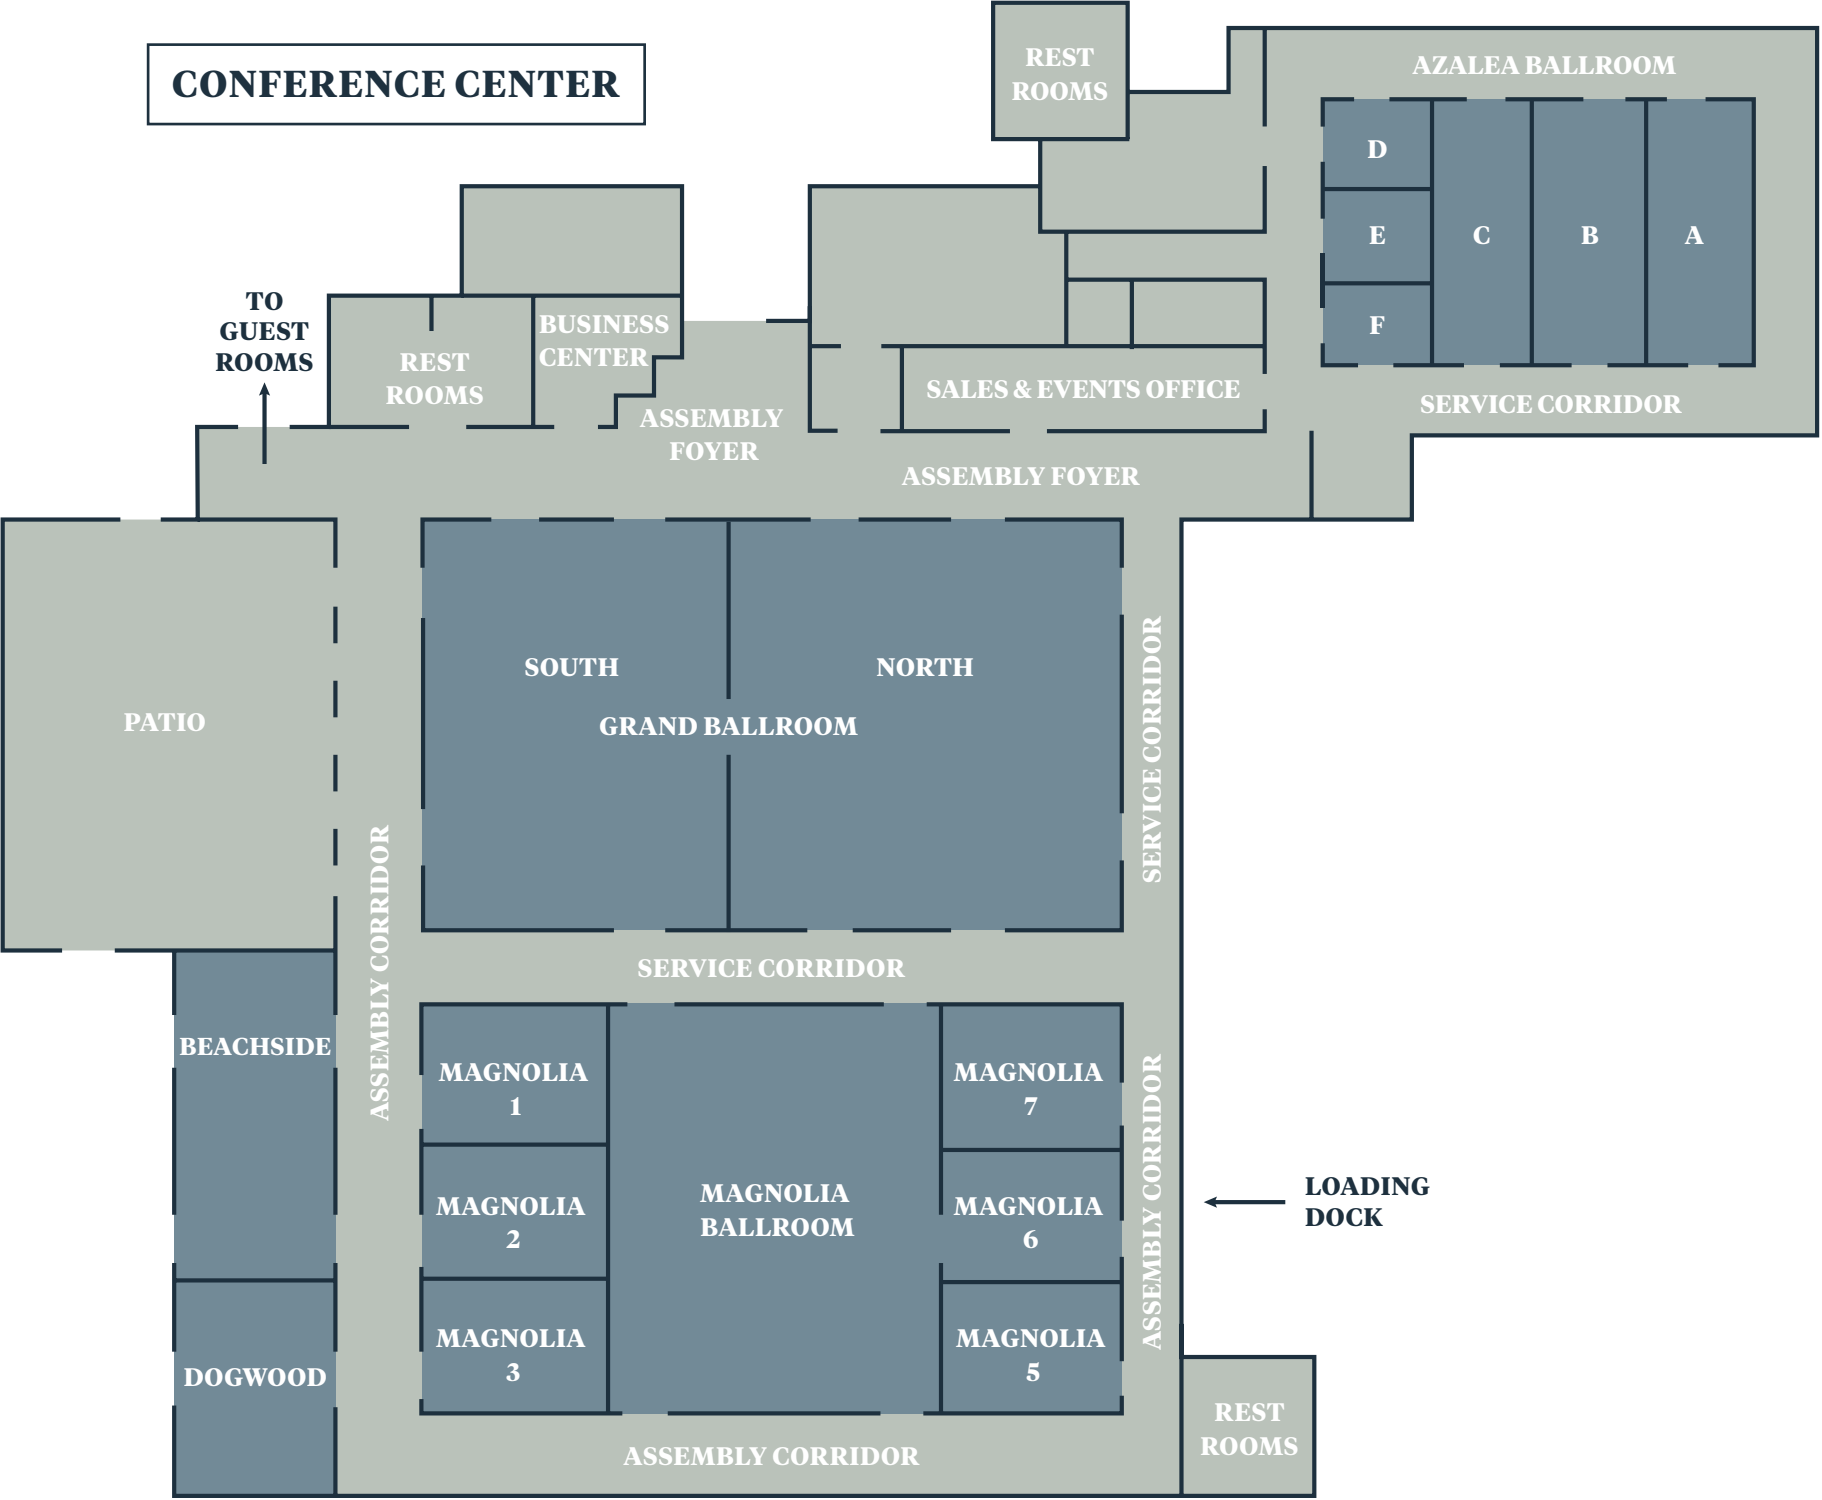 CONFERENCE CENTER
REST
ROOMS
AZALEA BALLROOM
D
E
F
C
B
A
TO
GUEST
ROOMS
REST
ROOMS
BUSINESS
CENTER
ASSEMBLY
FOYER
SALES & EVENTS OFFICE
SERVICE CORRIDOR
ASSEMBLY FOYER
PATIO
SOUTH
NORTH
GRAND BALLROOM
SERVICE CORRIDOR
ASSEMBLY CORRIDOR
SERVICE CORRIDOR
BEACHSIDE
MAGNOLIA
1
MAGNOLIA
2
MAGNOLIA
3
MAGNOLIA
BALLROOM
MAGNOLIA
7
MAGNOLIA
6
MAGNOLIA
5
ASSEMBLY CORRIDOR
LOADING
DOCK
DOGWOOD
REST
ROOMS
ASSEMBLY CORRIDOR